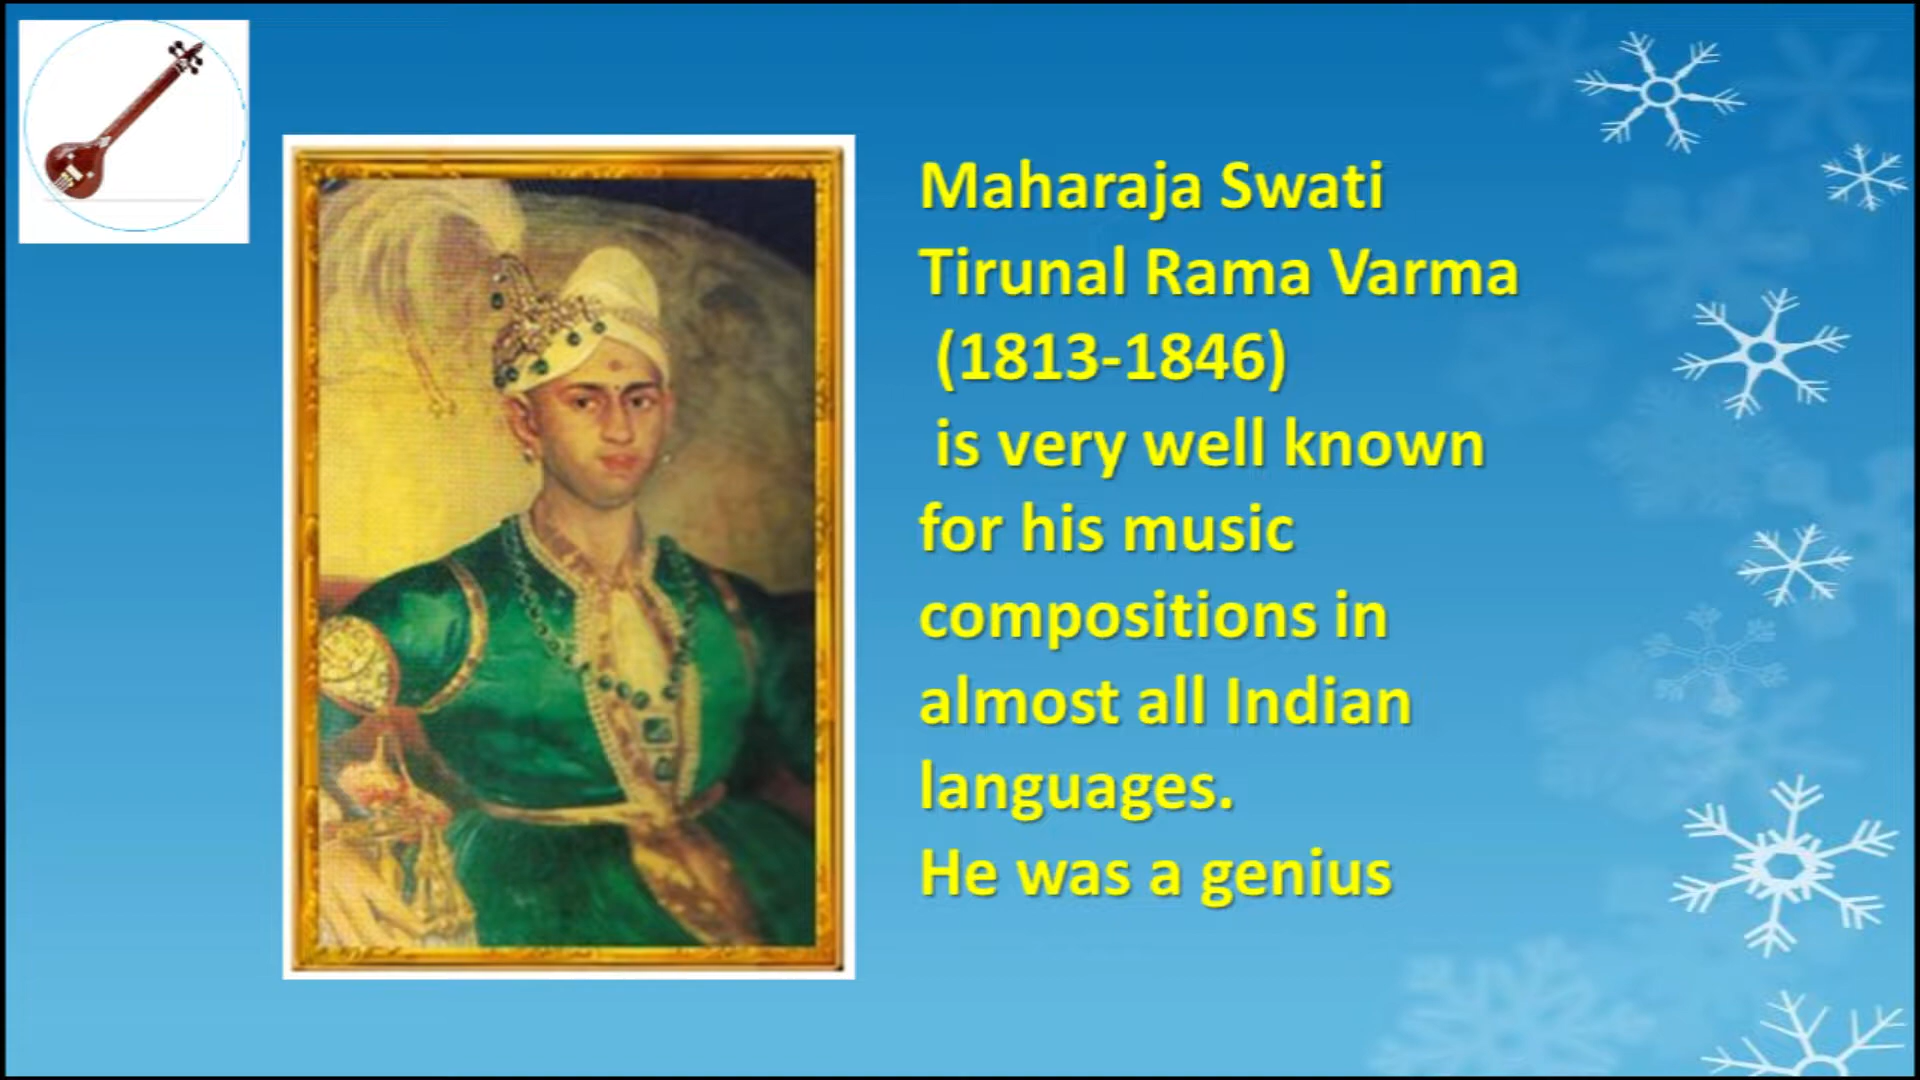 Maharaja Swati
Tirunal Rama Varma
(1813-1846)
is very well known
for his music
compositions in
almost all Indian
languages.
He was a genius